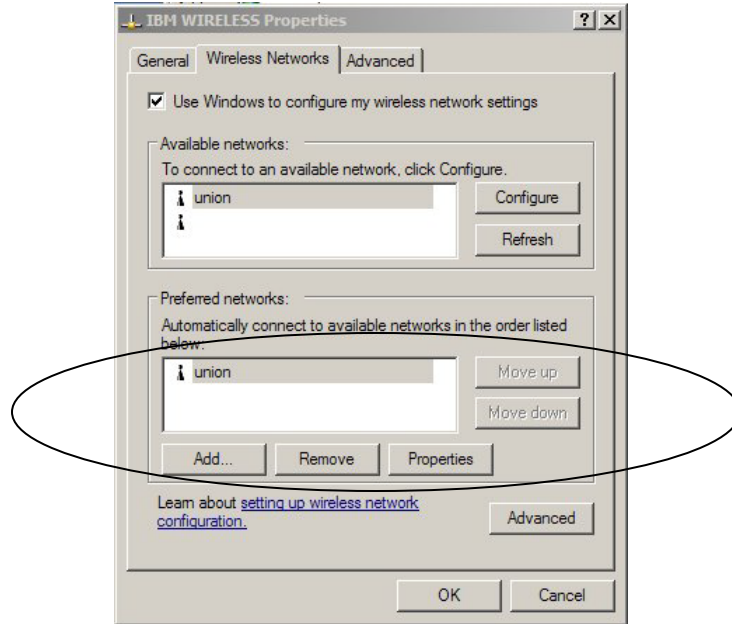 IBM WIRELESS Properties
General Wireless Networks Advanced
Use Windows to configure my wireless network settings
Available networks:
To connect to an available network, click Configure.
union
Configure
Refresh
Preferred networks:
Automatically connect to available networks in the order listed
below:
union
Move up
Move down
Add... Remove Properties
Learn about setting up wireless network
configuration.
Advanced
OK Cancel